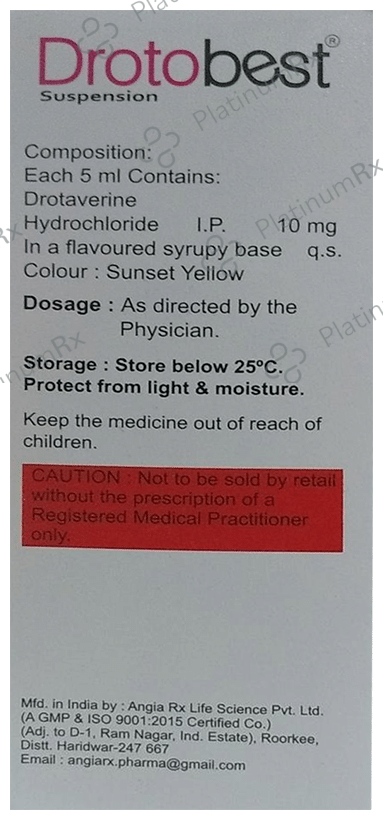 Drotobest®
Suspension
Composition:
Each 5 ml Contains:
Drotaverine
Hydrochloride I.P. 10 mg
In a flavoured syrupy base q.s.
Colour : Sunset Yellow
Dosage : As directed by the
Physician.
Storage : Store below 25ºC.
Protect from light & moisture.
Keep the medicine out of reach of
children.
CAUTION : Not to be sold by retail
without the prescription of a
Registered Medical Practitioner
only.
Mfd. in India by : Angia Rx Life Science Pvt. Ltd.
(A GMP & ISO 9001:2015 Certified Co.)
(Adj. to D-1, Ram Nagar, Ind. Estate), Roorkee,
Distt. Haridwar-247 667
Email : angiarx.pharma@gmail.com
PlatinumRx
PlatinumRx